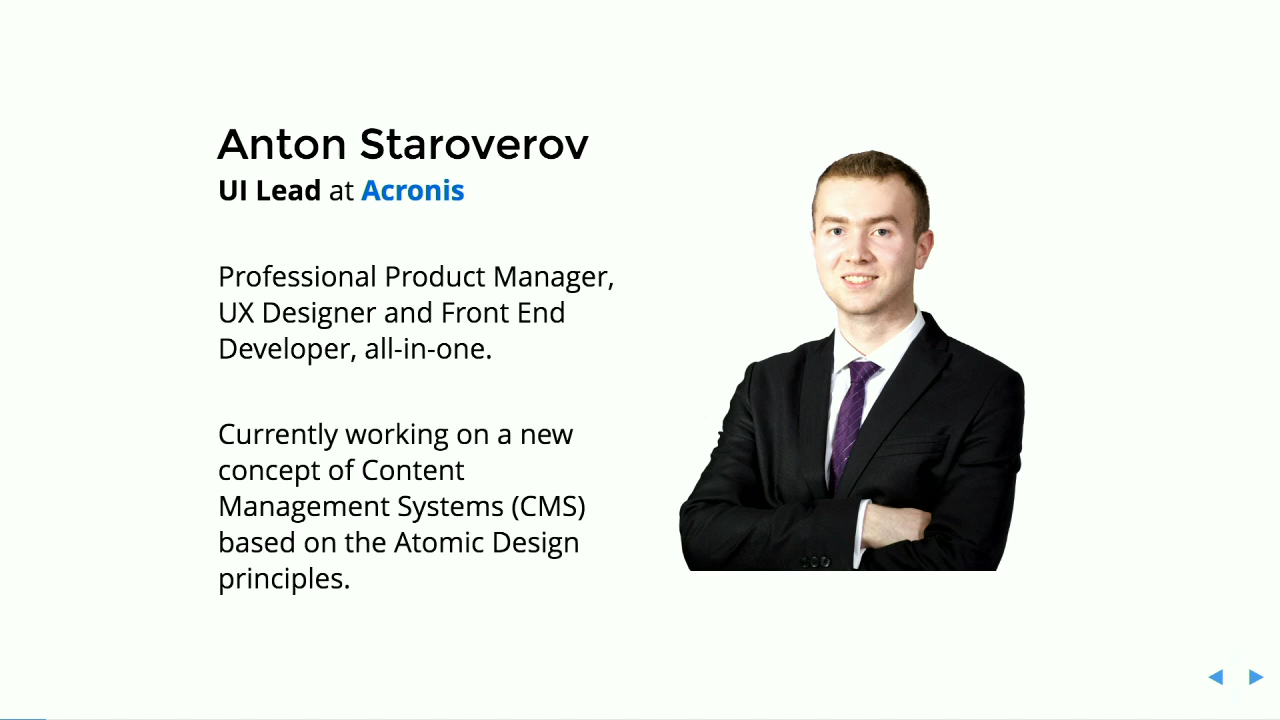 Anton Staroverov
UI Lead at Acronis
Professional Product Manager,
UX Designer and Front End
Developer, all-in-one.
Currently working on a new
concept of Content
Management Systems (CMS)
based on the Atomic Design
principles.